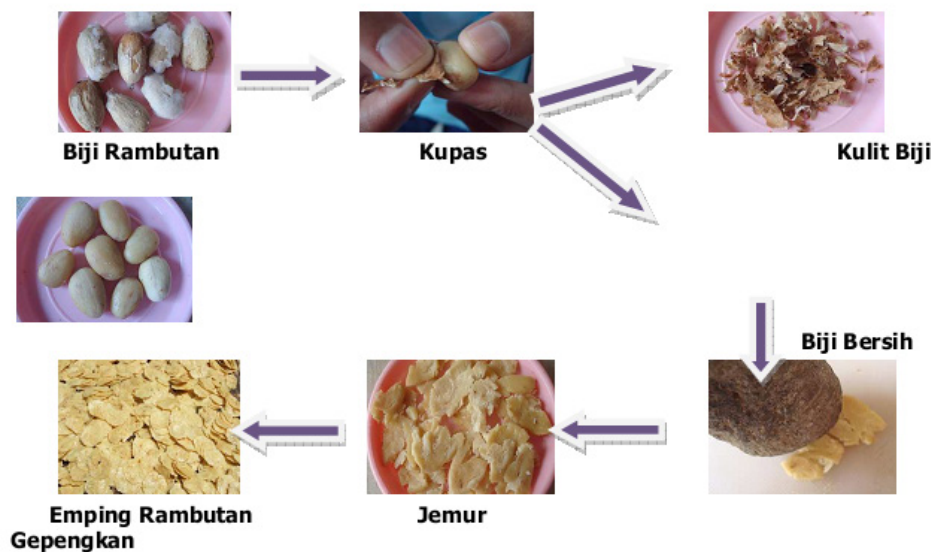 Biji Rambutan
Kupas
Kulit Biji
Biji Bersih
Emping Rambutan
Jemur
Gepengkan